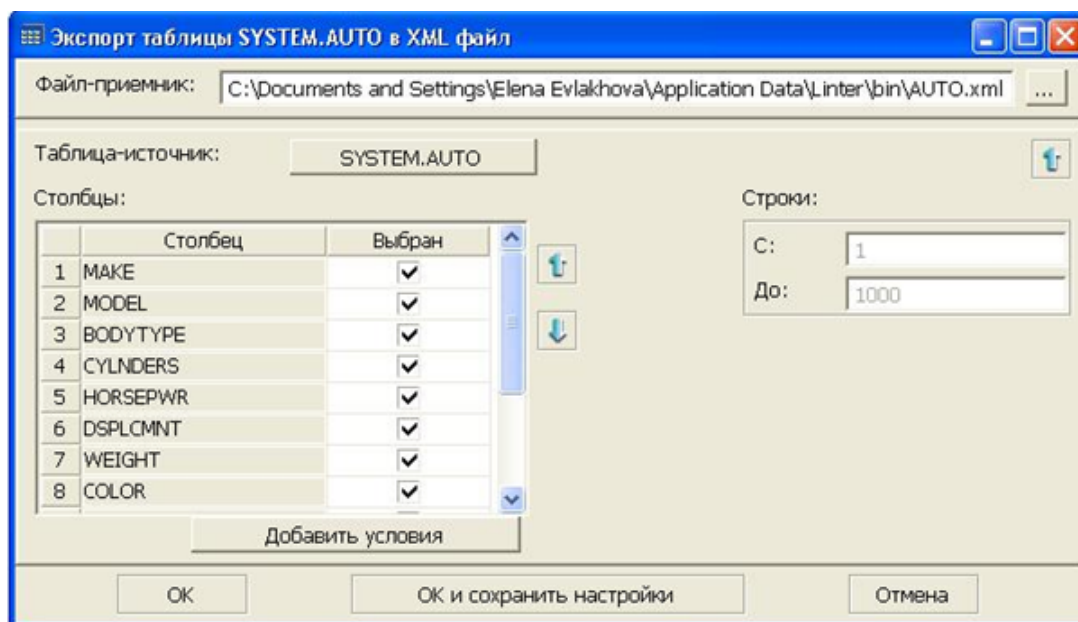 Экспорт таблицы SYSTEM.AUTO в XML файл
Файл-приемник: C:\Documents and Settings\Elena Evlakhova\Application Data\Linter\bin\AUTO.xml ...
Таблица-источник: SYSTEM.AUTO
Столбцы: Строки:
Столбец Выбран
1 MAKE
2 MODEL
3 BODYTYPE
4 CYLNDERS
5 HORSEPWR
6 DSPLCMNT
7 WEIGHT
8 COLOR
С: 1
До: 1000
Добавить условия
OK OK и сохранить настройки Отмена